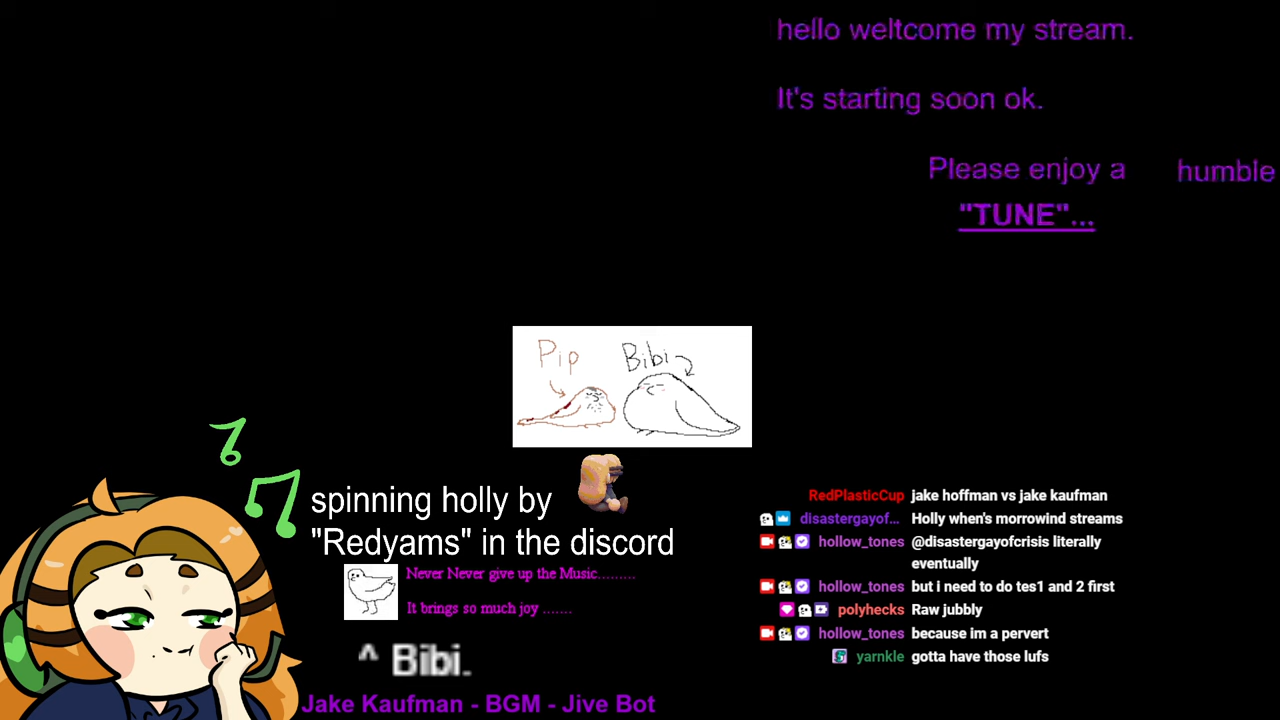 hello weltcome my stream.
It's starting soon ok.
Please enjoy a humble
"TUNE"...
Pip Bibi
spinning holly by
"Redyams" in the discord
Never Never give up the Music.........
It brings so much joy .......
^ Bibi.
Jake Kaufman - BGM - Jive Bot
RedPlasticCup jake hoffman vs jake kaufman
disastergayof... Holly when's morrowind streams
hollow_tones @disastergayofcrisis literally
eventually
hollow_tones but i need to do tes1 and 2 first
polyhecks Raw jubbly
hollow_tones because im a pervert
yarnkle gotta have those lufs